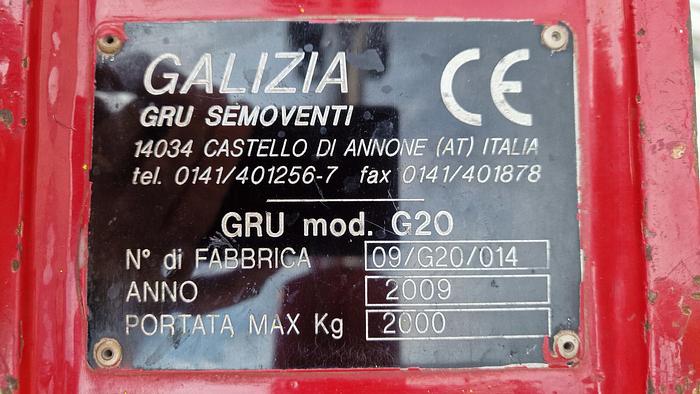 GALIZIA
CE
GRU SEMOVENTI
14034 CASTELLO DI ANNONE (AT) ITALIA
tel. 0141/401256-7 fax 0141/401878
GRU mod. G20
N° di FABBRICA 09/G20/014
ANNO 2009
PORTATA MAX Kg 2000